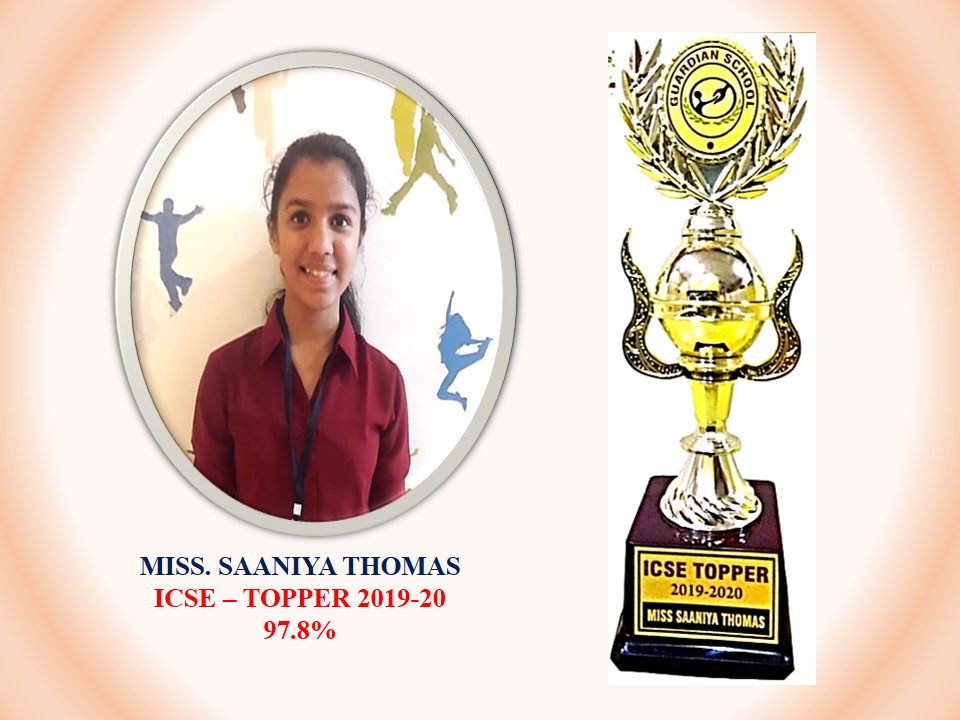 MISS. SAANIYA THOMAS
ICSE – TOPPER 2019-20
97.8%
GUARDIAN SCHOOL
ICSE TOPPER
2019-2020
MISS SAANIYA THOMAS